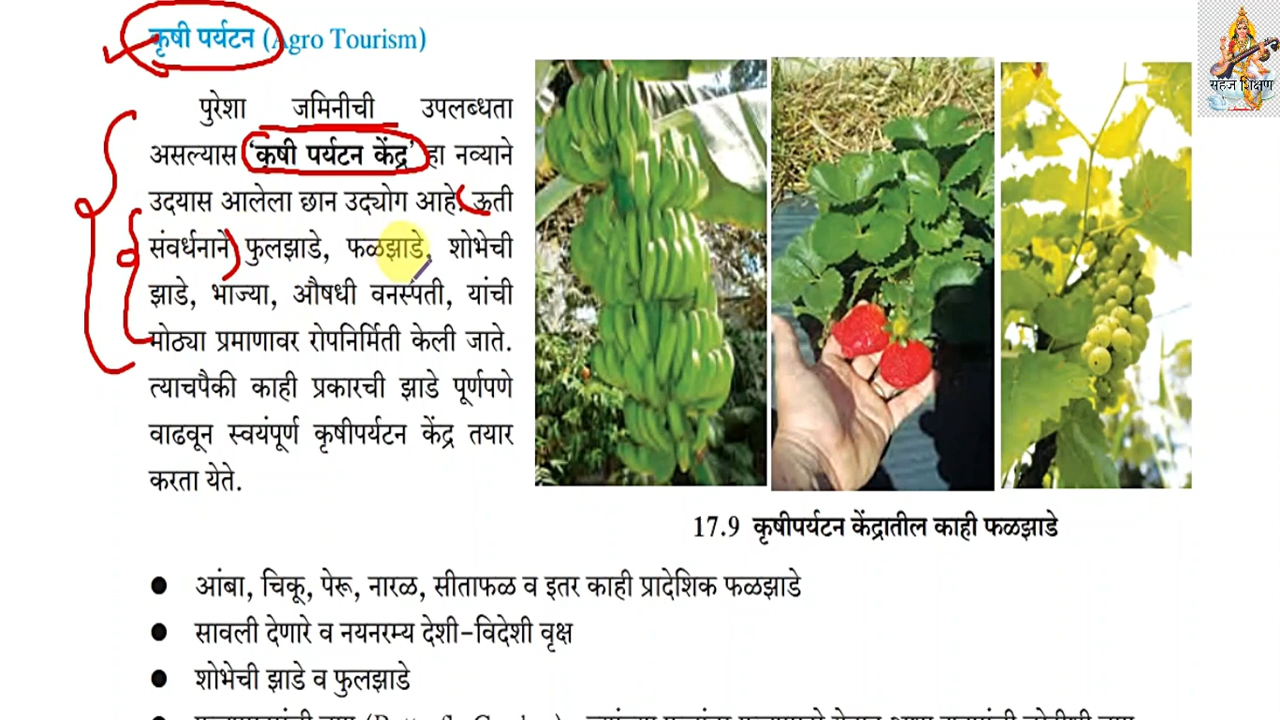 कृषी पर्यटन (Agro Tourism)
पुरेशा जमिनीची उपलब्धता
असल्यास 'कृषी पर्यटन केंद्र' हा नव्याने
उदयास आलेला छान उद्योग आहे. ऊती
संवर्धनाने फुलझाडे, फळझाडे, शोभेची
झाडे, भाज्या, औषधी वनस्पती, यांची
मोठ्या प्रमाणावर रोपनिर्मिती केली जाते.
त्याचपैकी काही प्रकारची झाडे पूर्णपणे
वाढवून स्वयंपूर्ण कृषीपर्यटन केंद्र तयार
करता येते.
17.9 कृषीपर्यटन केंद्रातील काही फळझाडे
● आंबा, चिकू, पेरू, नारळ, सीताफळ व इतर काही प्रादेशिक फळझाडे
● सावली देणारे व नयनरम्य देशी-विदेशी वृक्ष
● शोभेची झाडे व फुलझाडे
सहज शिक्षण